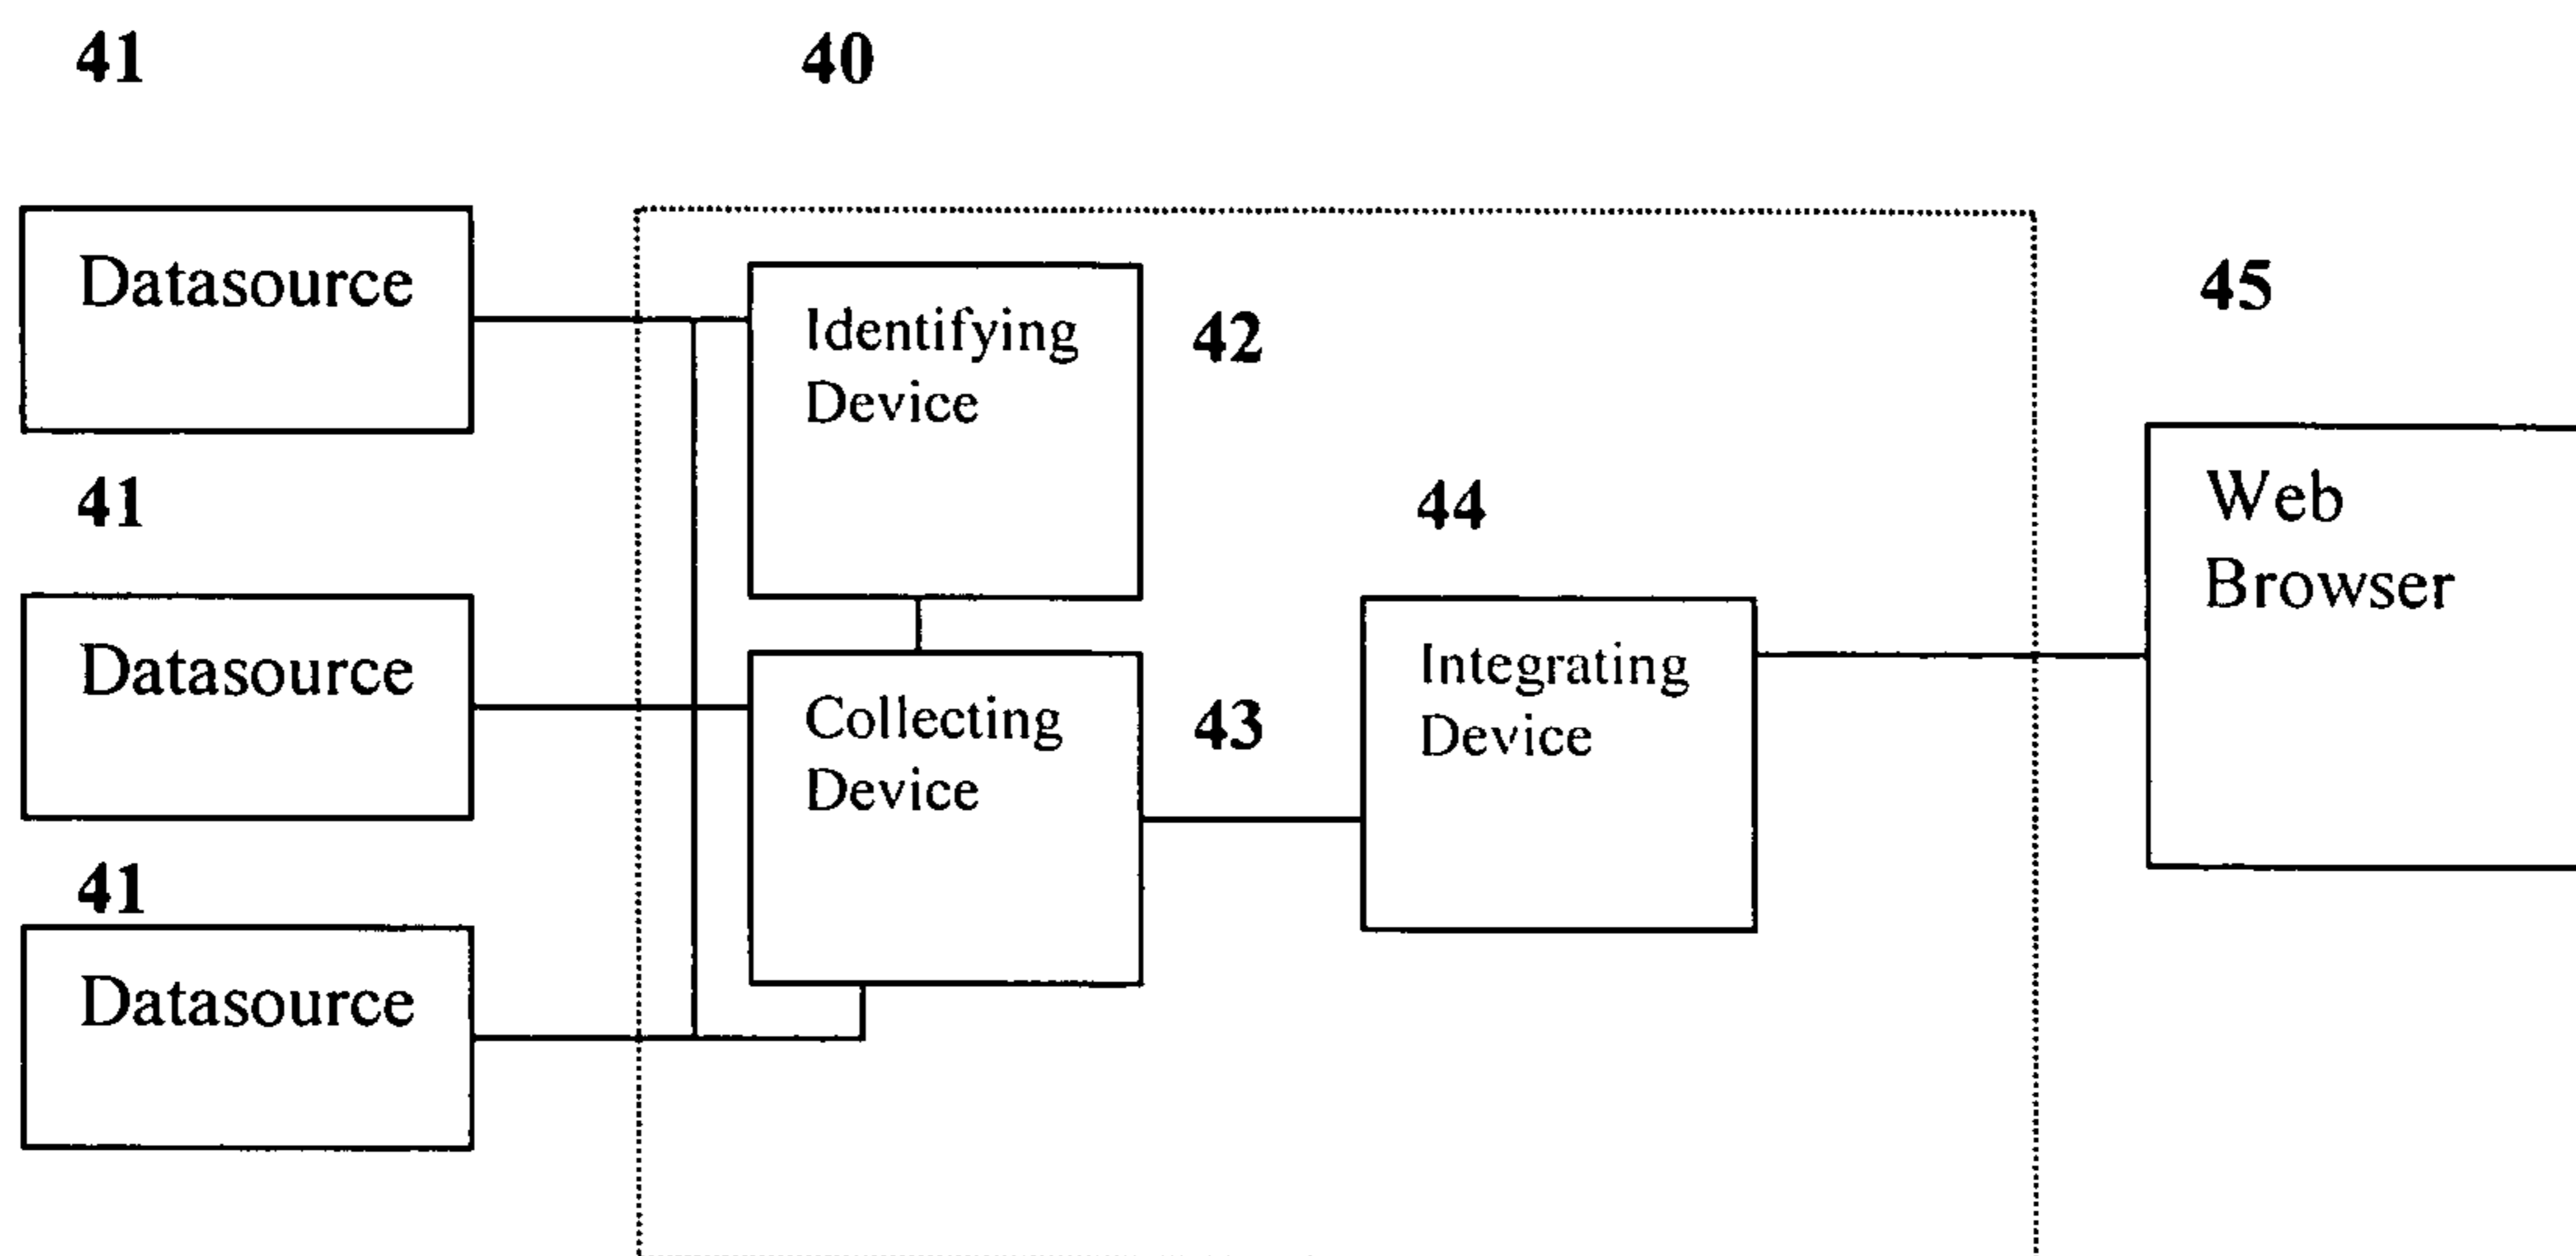 41
40
Datasource
Identifying
Device
42
45
41
44
Web
Browser
Datasource
Collecting
Device
43
Integrating
Device
41
Datasource